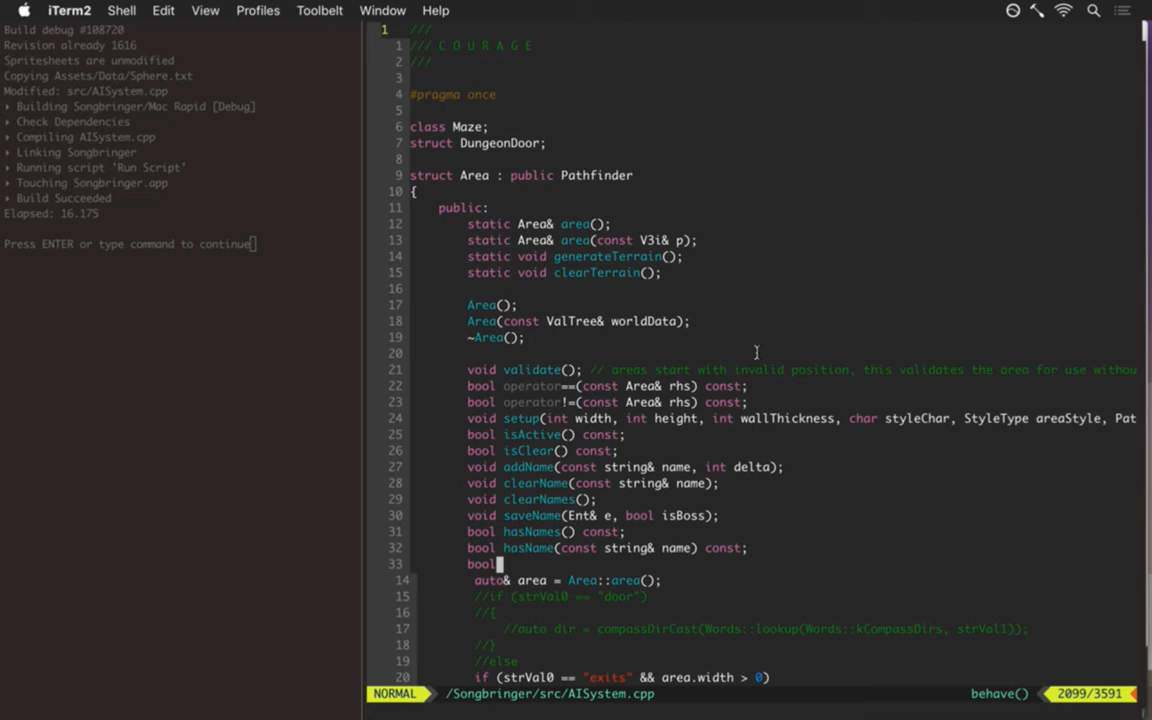 iTerm2 Shell Edit View Profiles Toolbelt Window Help
Build debug #108720
Revision already 1616
Spritesheets are unmodified
Copying Assets/Data/Sphere.txt
Modified: src/AISystem.cpp
▸ Building Songbringer/Mac Rapid [Debug]
▸ Check Dependencies
▸ Compiling AISystem.cpp
▸ Linking Songbringer
▸ Running script 'Run Script'
▸ Touching Songbringer.app
▸ Build Succeeded
Elapsed: 16.175
Press ENTER or type command to continue
1 ///
1 /// C O U R A G E
2 ///
3
4 #pragma once
5
6 class Maze;
7 struct DungeonDoor;
8
9 struct Area : public Pathfinder
10 {
11 public:
12 static Area& area();
13 static Area& area(const V3i& p);
14 static void generateTerrain();
15 static void clearTerrain();
16
17 Area();
18 Area(const ValTree& worldData);
19 ~Area();
20
21 void validate(); // areas start with invalid position, this validates the area for use withou
22 bool operator==(const Area& rhs) const;
23 bool operator!=(const Area& rhs) const;
24 void setup(int width, int height, int wallThickness, char styleChar, StyleType areaStyle, Pat
25 bool isActive() const;
26 bool isClear() const;
27 void addName(const string& name, int delta);
28 void clearName(const string& name);
29 void clearNames();
30 void saveName(Ent& e, bool isBoss);
31 bool hasNames() const;
32 bool hasName(const string& name) const;
33 bool
14 auto& area = Area::area();
15 //if (strVal0 == "door")
16 //{
17 //auto dir = compassDirCast(Words::lookup(Words::kCompassDirs, strVal1));
18 //}
19 //else
20 if (strVal0 == "exits" && area.width > 0)
NORMAL /Songbringer/src/AISystem.cpp behave() 2099/3591